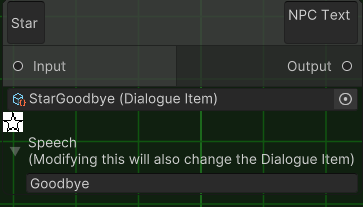 Star
NPC Text
Input
Output
StarGoodbye (Dialogue Item)
Speech
(Modifying this will also change the Dialogue Item)
Goodbye